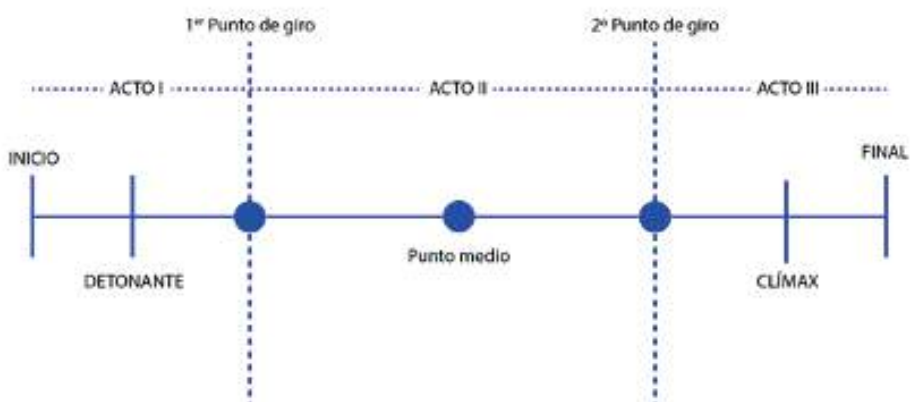 1er Punto de giro
2º Punto de giro
ACTO I
ACTO II
ACTO III
INICIO
FINAL
Punto medio
DETONANTE
CLÍMAX